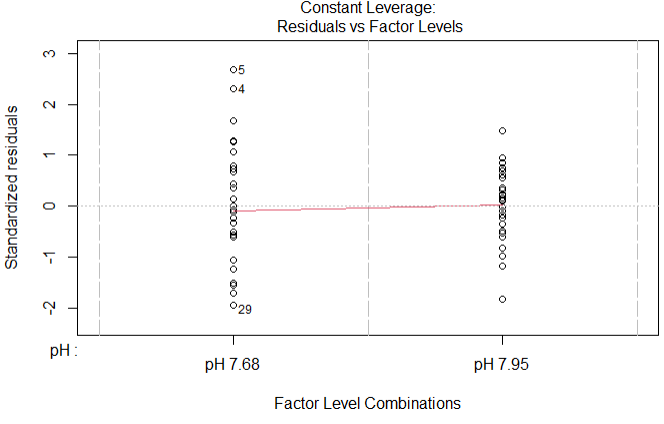 Constant Leverage:
Residuals vs Factor Levels
Standardized residuals
3
2
1
0
-1
-2
5
4
29
pH :
pH 7.68
pH 7.95
Factor Level Combinations